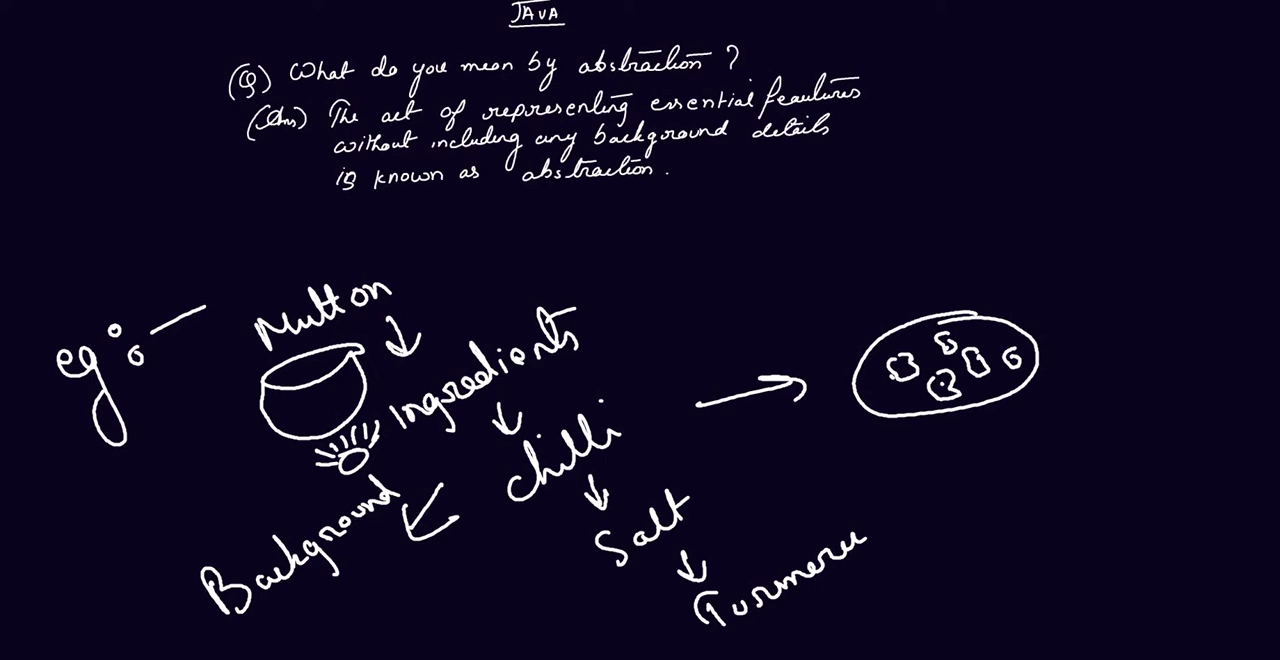 JAVA
(Q) What do you mean by abstraction ?
(Ans) The act of representing essential feautures
without including any background details
is known as abstraction.
eg :-
Mutton
Ingredients
chilli
Background
Salt
Turmeric